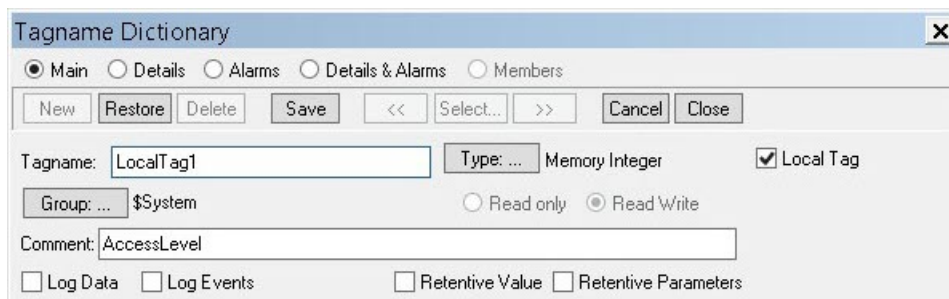 Tagname Dictionary
Main Details Alarms Details & Alarms Members
New Restore Delete Save << Select... >> Cancel Close
Tagname: LocalTag1 Type: ... Memory Integer Local Tag
Group: ... $System Read only Read Write
Comment: AccessLevel
Log Data Log Events Retentive Value Retentive Parameters